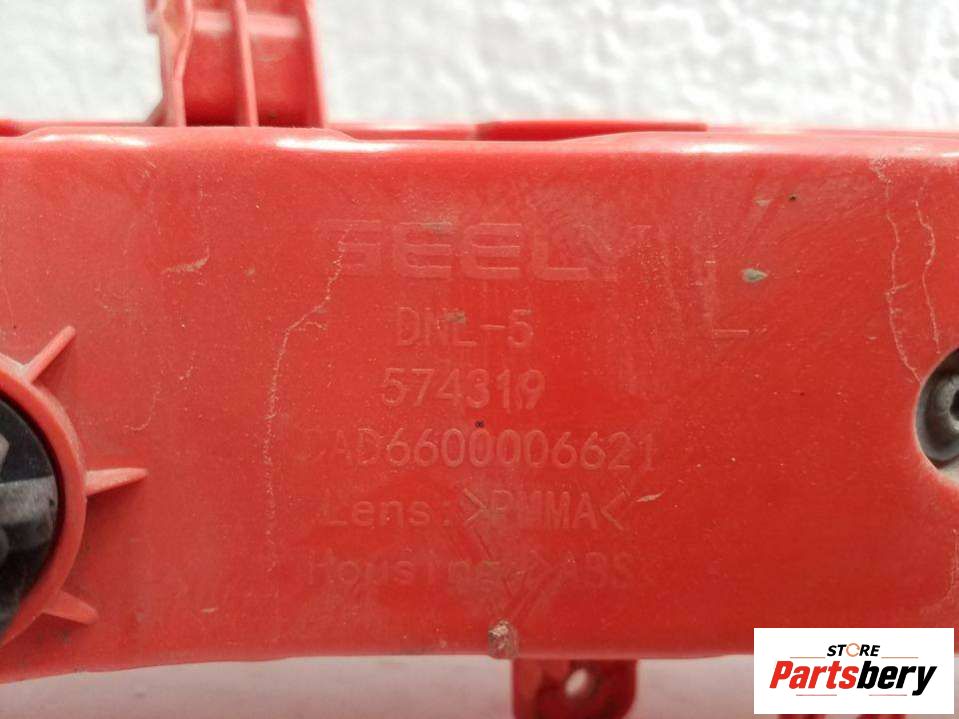 GEELY
L
DNL-5
574319
CAD6600006621
Lens:>PMMA<
Housing:>ABS<
STORE
Partsbery